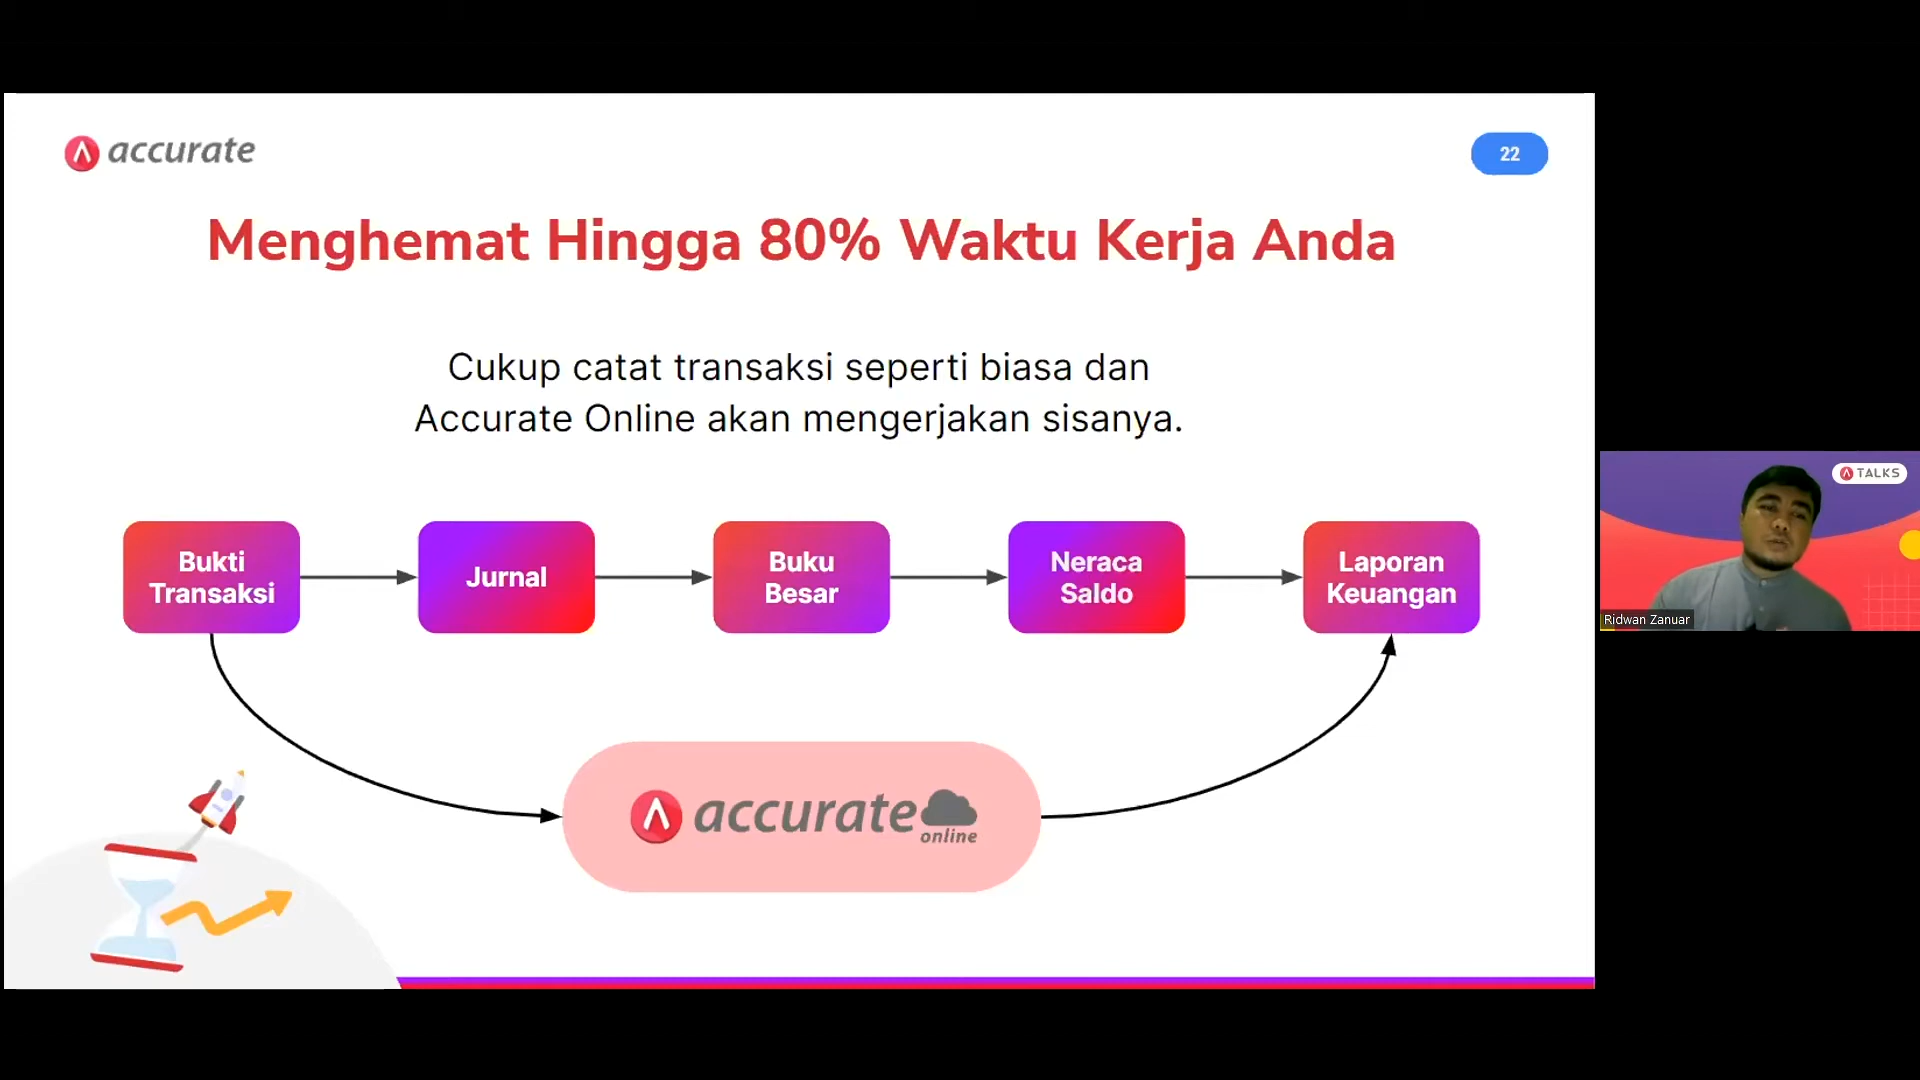 accurate
22
Menghemat Hingga 80% Waktu Kerja Anda
Cukup catat transaksi seperti biasa dan
Accurate Online akan mengerjakan sisanya.
Bukti
Transaksi
Jurnal
Buku
Besar
Neraca
Saldo
Laporan
Keuangan
accurate
online
TALKS
Ridwan Zanuar